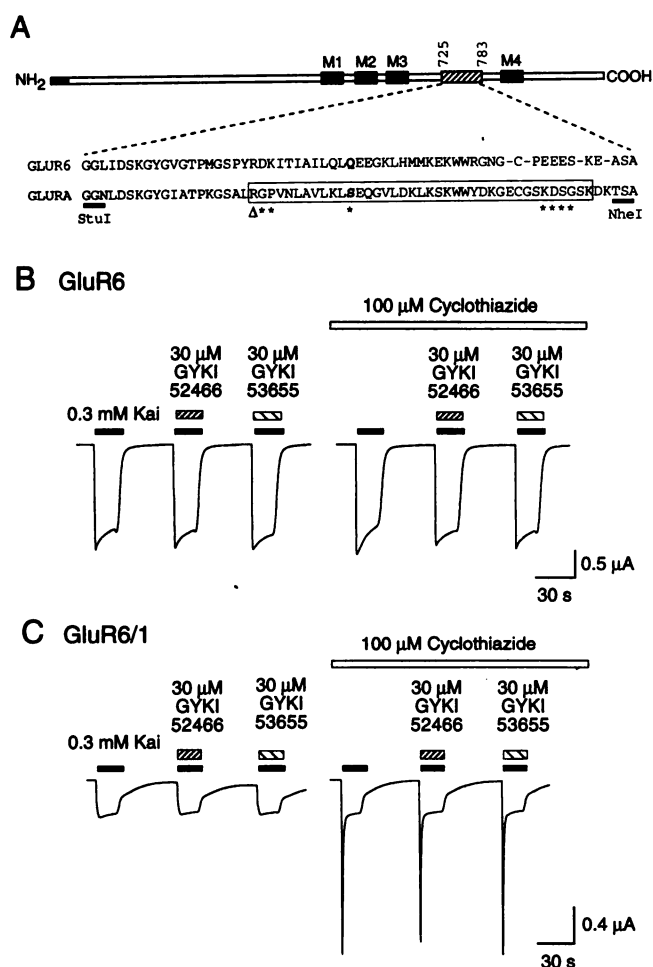 A
M1 M2 M3 725 783 M4
NH2 COOH
GLUR6 GGLIDSKGYGVGTPMGSPYRDKITIAILQLQEEGKLHMMKEKWWRGNG-C-PEEES-KE-ASA
GLURA GGNLDSKGYGIATPKGSALRGPVNLAVLKLSEQGVLDKLKSKWWYDKGECGSKDSGSKDKTSA
StuI Δ** * **** NheI
B GluR6
100 μM Cyclothiazide
30 μM 30 μM 30 μM 30 μM
GYKI GYKI GYKI GYKI
52466 53655 52466 53655
0.3 mM Kai
0.5 μA
30 s
C GluR6/1
100 μM Cyclothiazide
30 μM 30 μM 30 μM 30 μM
GYKI GYKI GYKI GYKI
52466 53655 52466 53655
0.3 mM Kai
0.4 μA
30 s